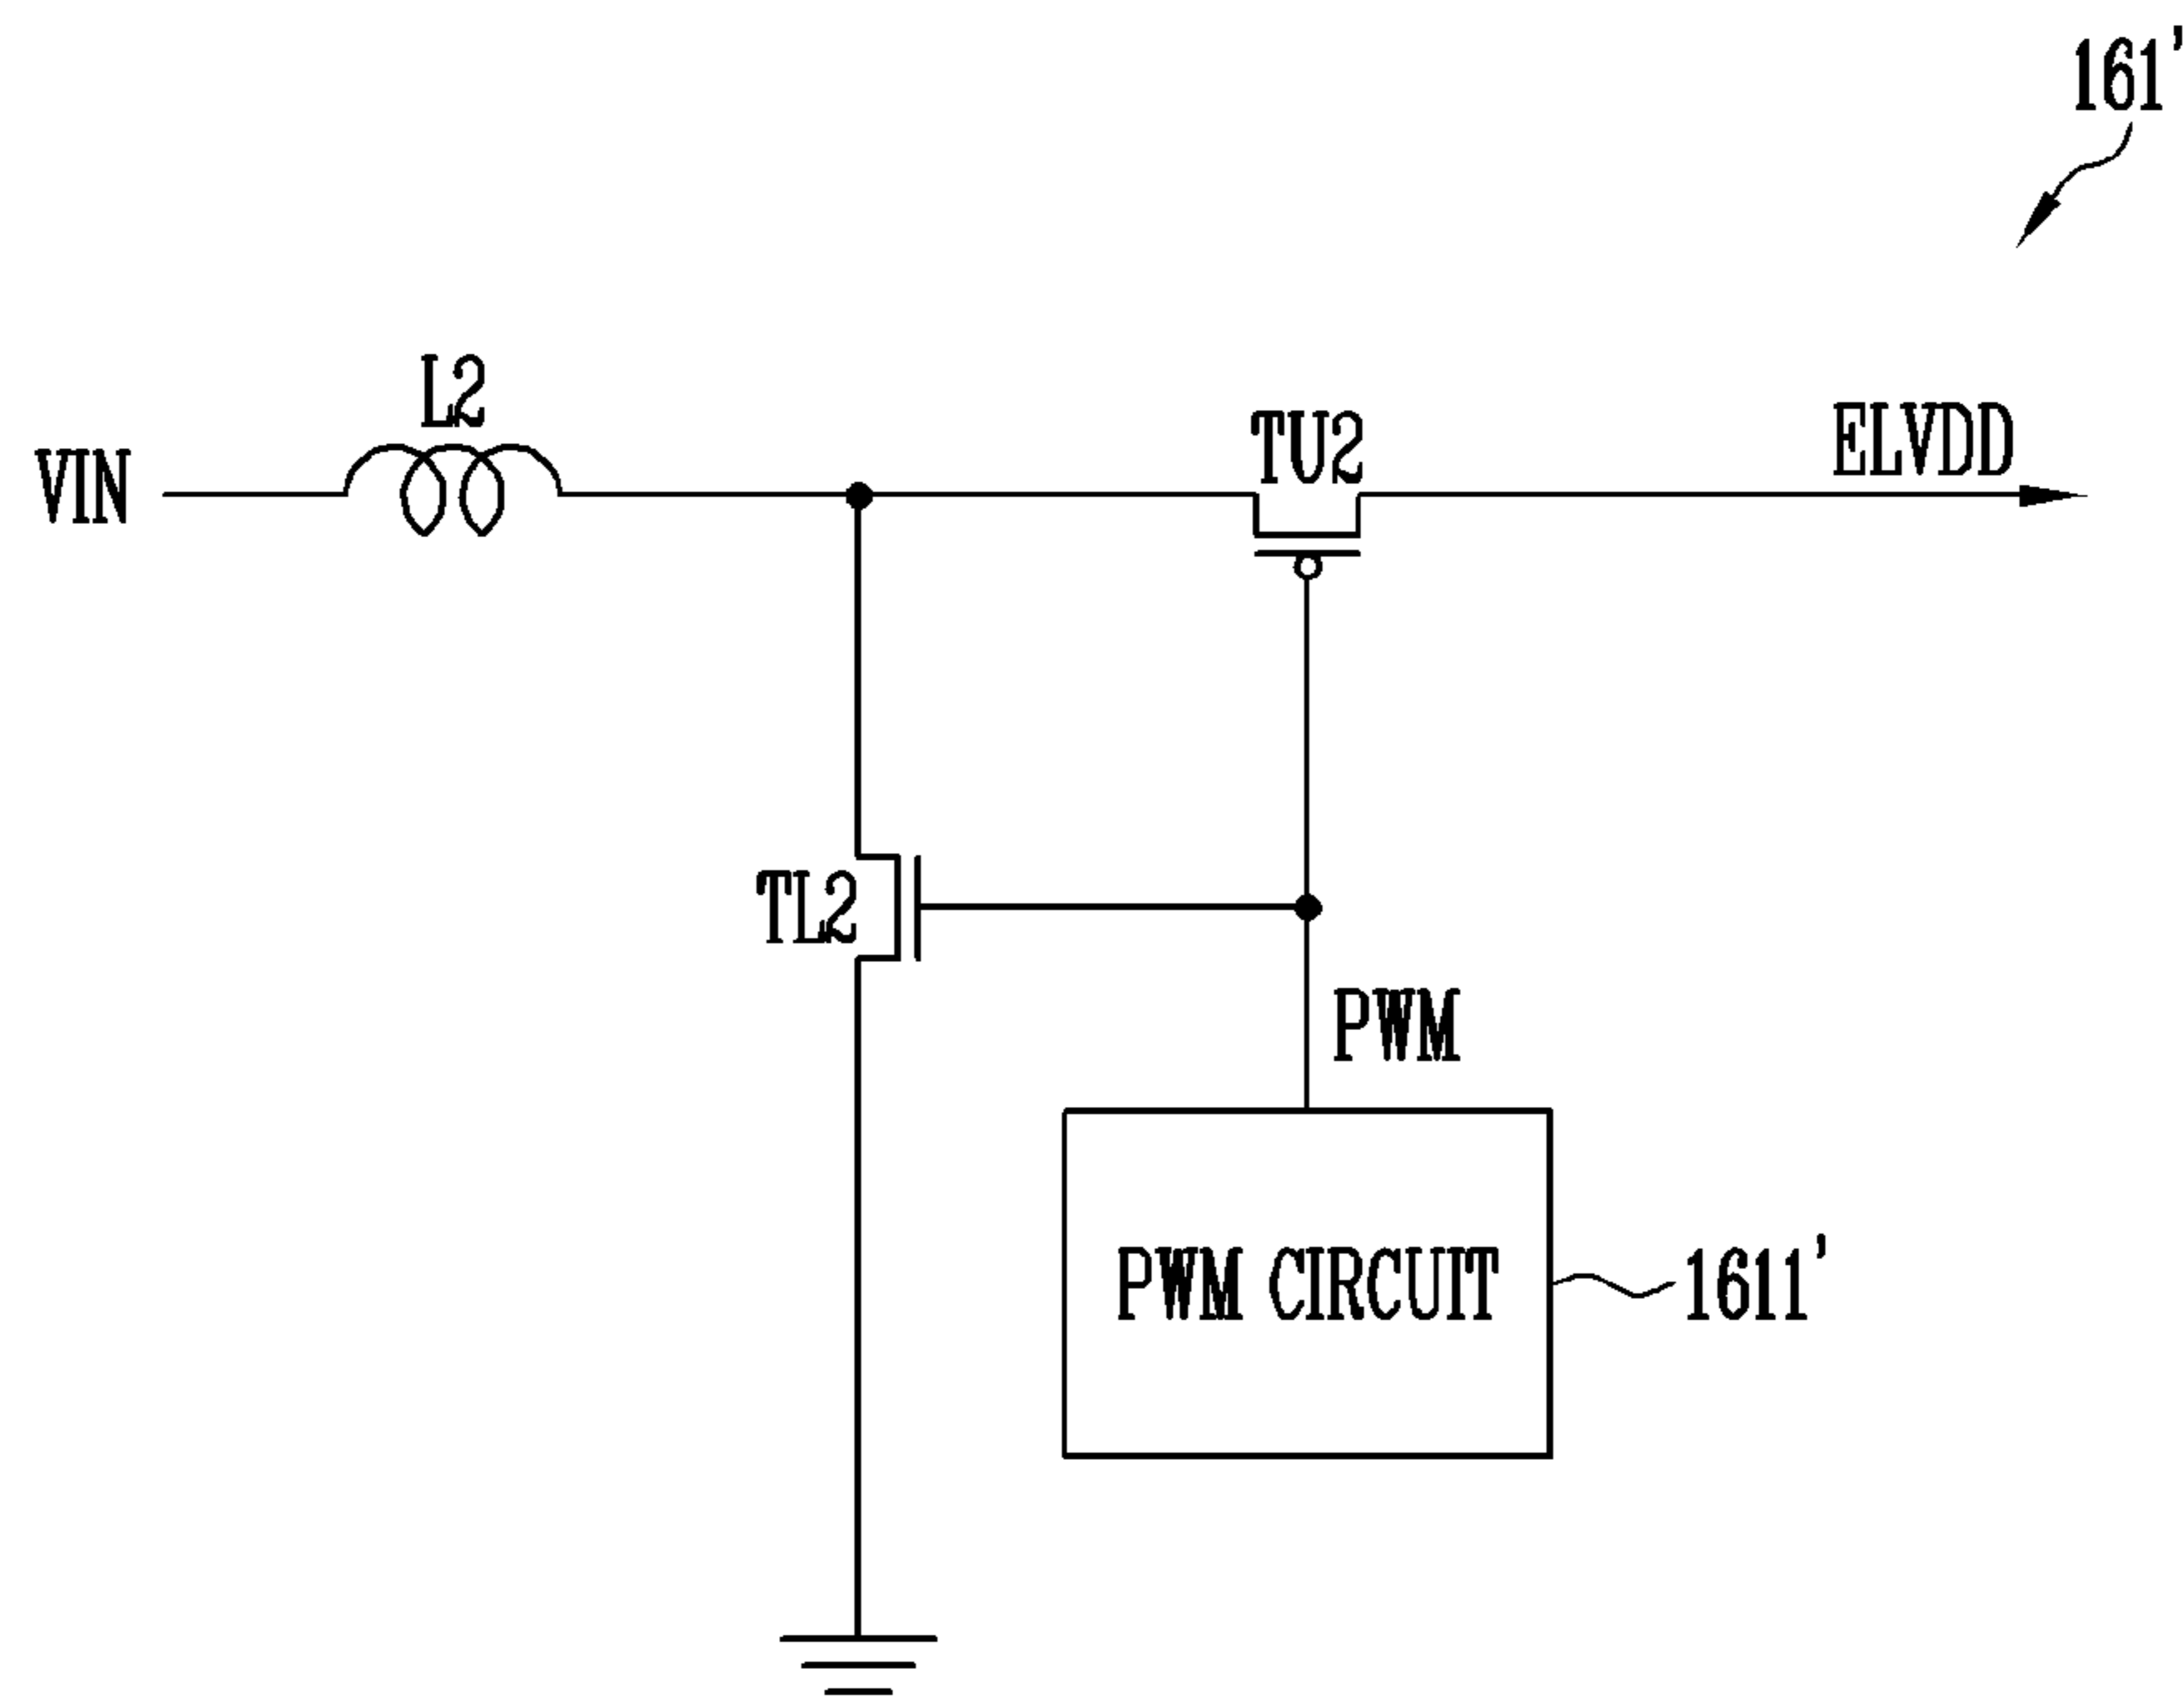 161'
L2
VIN
TU2
ELVDD
TL2
PWM
PWM CIRCUIT
1611'